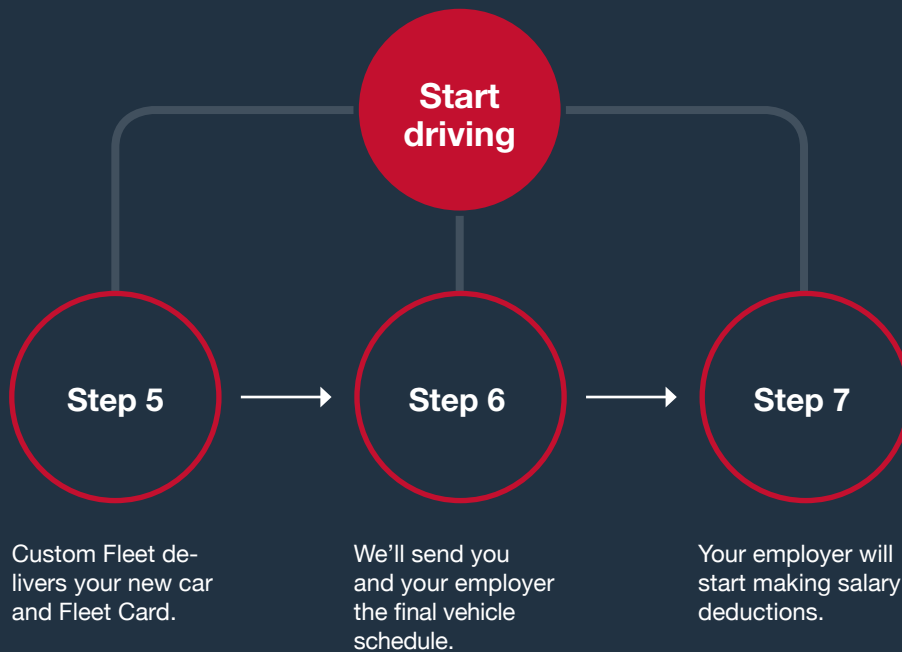 Start
driving
Step 5
Step 6
Step 7
Custom Fleet de-
livers your new car
and Fleet Card.
We’ll send you
and your employer
the final vehicle
schedule.
Your employer will
start making salary
deductions.